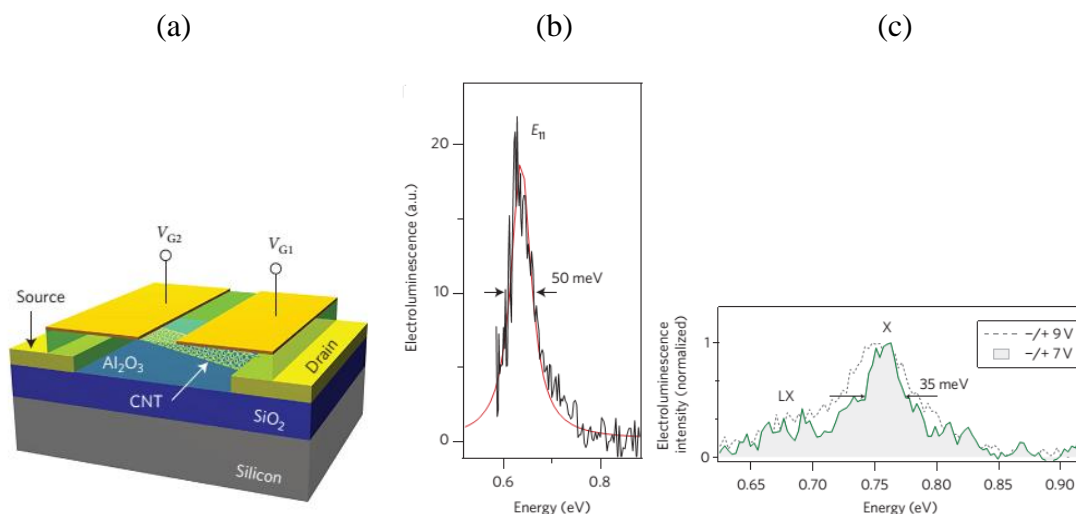 (a)
(b)
(c)
V_G2
V_G1
Source
Drain
Al₂O₃
CNT
SiO₂
Silicon
Electroluminescence (a.u.)
20
10
0
E₁₁
50 meV
0.6
0.8
Energy (eV)
Electroluminescence
intensity (normalized)
1
0
LX
X
35 meV
−/+ 9 V
−/+ 7 V
0.65
0.70
0.75
0.80
0.85
0.90
Energy (eV)